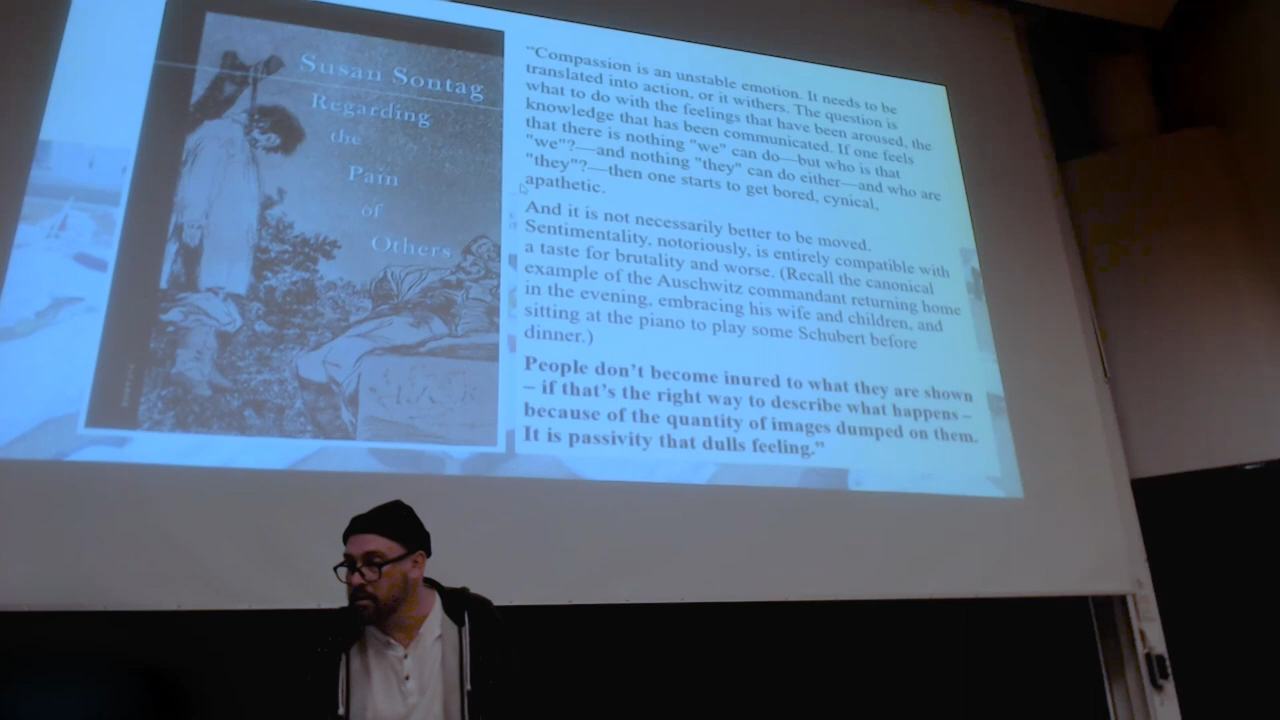 Susan Sontag
Regarding
the
Pain
of
Others
"Compassion is an unstable emotion. It needs to be
translated into action, or it withers. The question is
what to do with the feelings that have been aroused, the
knowledge that has been communicated. If one feels
that there is nothing "we" can do—but who is that
"we"?—and nothing "they" can do either—and who are
"they"?—then one starts to get bored, cynical,
apathetic.
And it is not necessarily better to be moved.
Sentimentality, notoriously, is entirely compatible with
a taste for brutality and worse. (Recall the canonical
example of the Auschwitz commandant returning home
in the evening, embracing his wife and children, and
sitting at the piano to play some Schubert before
dinner.)
People don't become inured to what they are shown
– if that's the right way to describe what happens –
because of the quantity of images dumped on them.
It is passivity that dulls feeling."